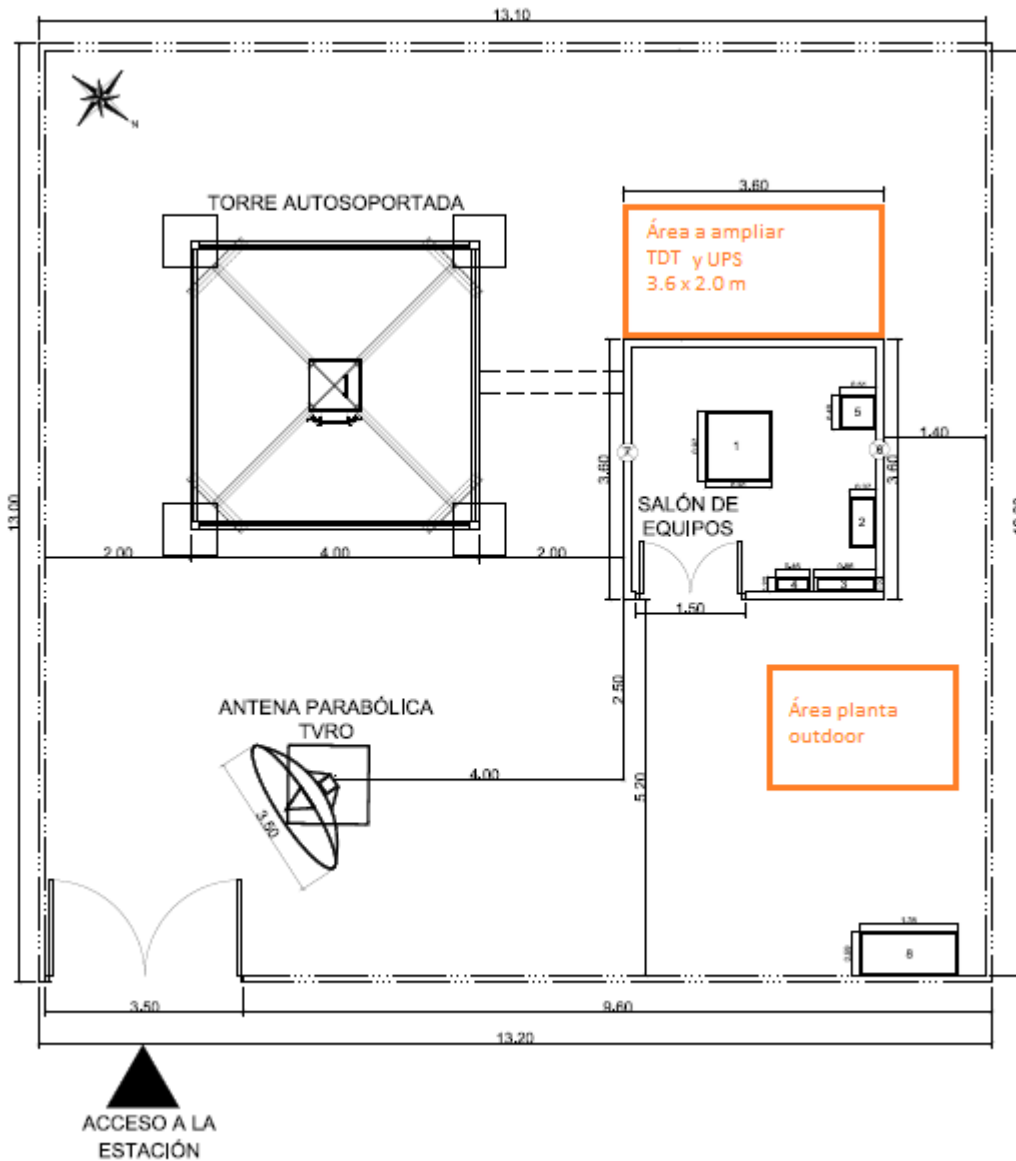 13.10
N
TORRE AUTOSOPORTADA
3.60
Área a ampliar
TDT y UPS
3.6 x 2.0 m
5
1.40
1
7
6
3.60
3.60
13.00
SALÓN DE
EQUIPOS
2
2.00
4.00
2.00
4
3
1.50
2.50
Área planta
outdoor
ANTENA PARABÓLICA
TVRO
4.00
5.20
8
3.50
9.60
13.20
ACCESO A LA
ESTACIÓN